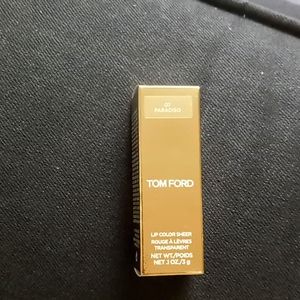 07
PARADISO
TOM FORD
LIP COLOR SHEER
ROUGE À LÈVRES
TRANSPARENT
NET WT./POIDS
NET .1 OZ./3 g